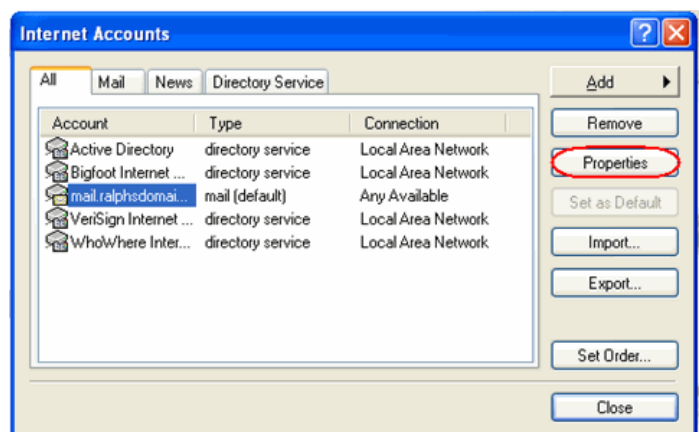 Internet Accounts
All Mail News Directory Service
Add
Account Type Connection
Remove
Active Directory directory service Local Area Network
Bigfoot Internet ... directory service Local Area Network
Properties
mail.ralphsdomai... mail (default) Any Available
Set as Default
VeriSign Internet ... directory service Local Area Network
WhoWhere Inter... directory service Local Area Network
Import...
Export...
Set Order...
Close